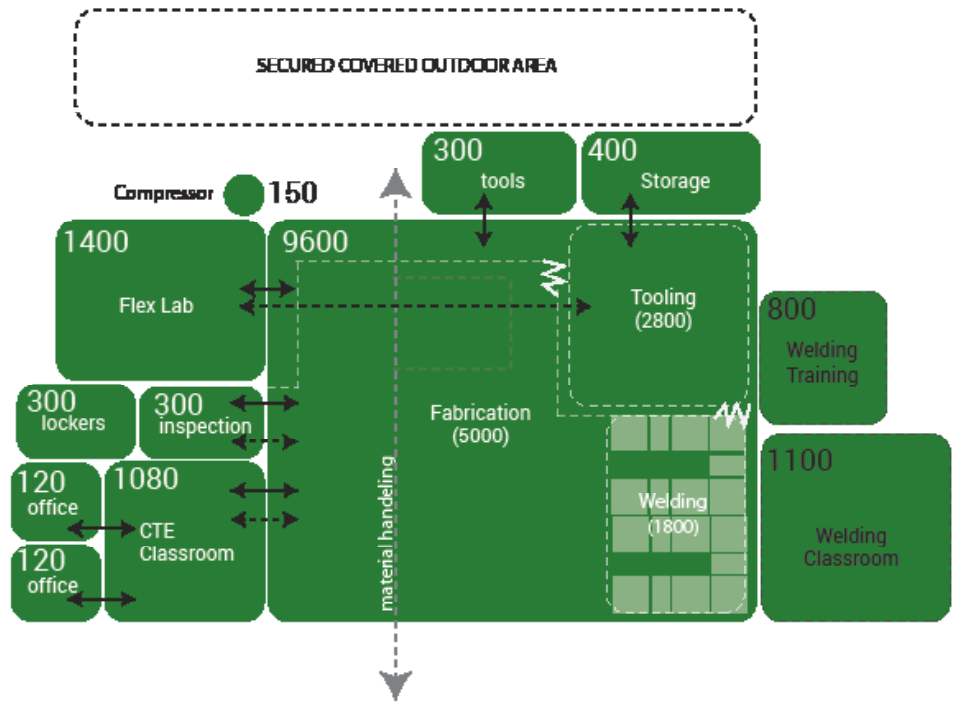 SECURED COVERED OUTDOOR AREA
300
tools
400
Storage
Compressor
150
1400
Flex Lab
9600
Tooling
(2800)
800
Welding
Training
300
lockers
300
inspection
Fabrication
(5000)
material handeling
120
office
1080
CTE
Classroom
120
office
Welding
(1800)
1100
Welding
Classroom